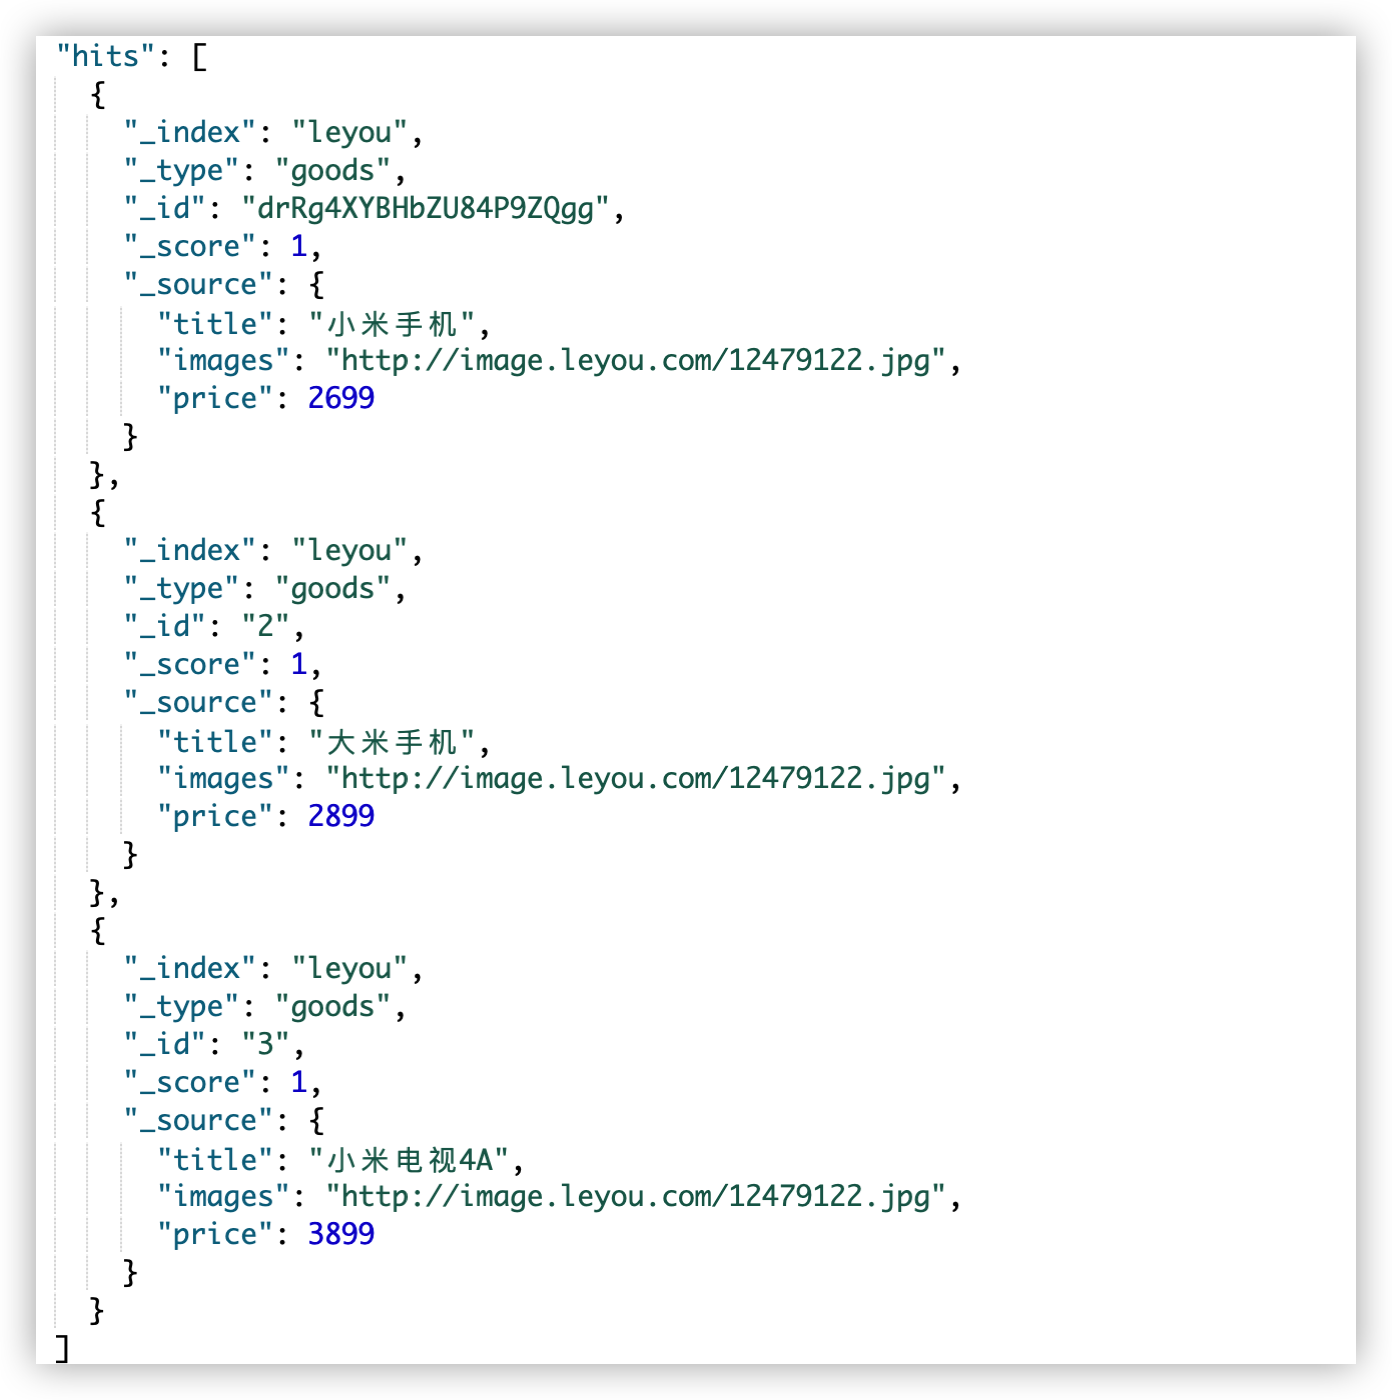 "hits": [
{
"_index": "leyou",
"_type": "goods",
"_id": "drRg4XYBHbZU84P9ZQgg",
"_score": 1,
"_source": {
"title": "小米手机",
"images": "http://image.leyou.com/12479122.jpg",
"price": 2699
}
},
{
"_index": "leyou",
"_type": "goods",
"_id": "2",
"_score": 1,
"_source": {
"title": "大米手机",
"images": "http://image.leyou.com/12479122.jpg",
"price": 2899
}
},
{
"_index": "leyou",
"_type": "goods",
"_id": "3",
"_score": 1,
"_source": {
"title": "小米电视4A",
"images": "http://image.leyou.com/12479122.jpg",
"price": 3899
}
}
]